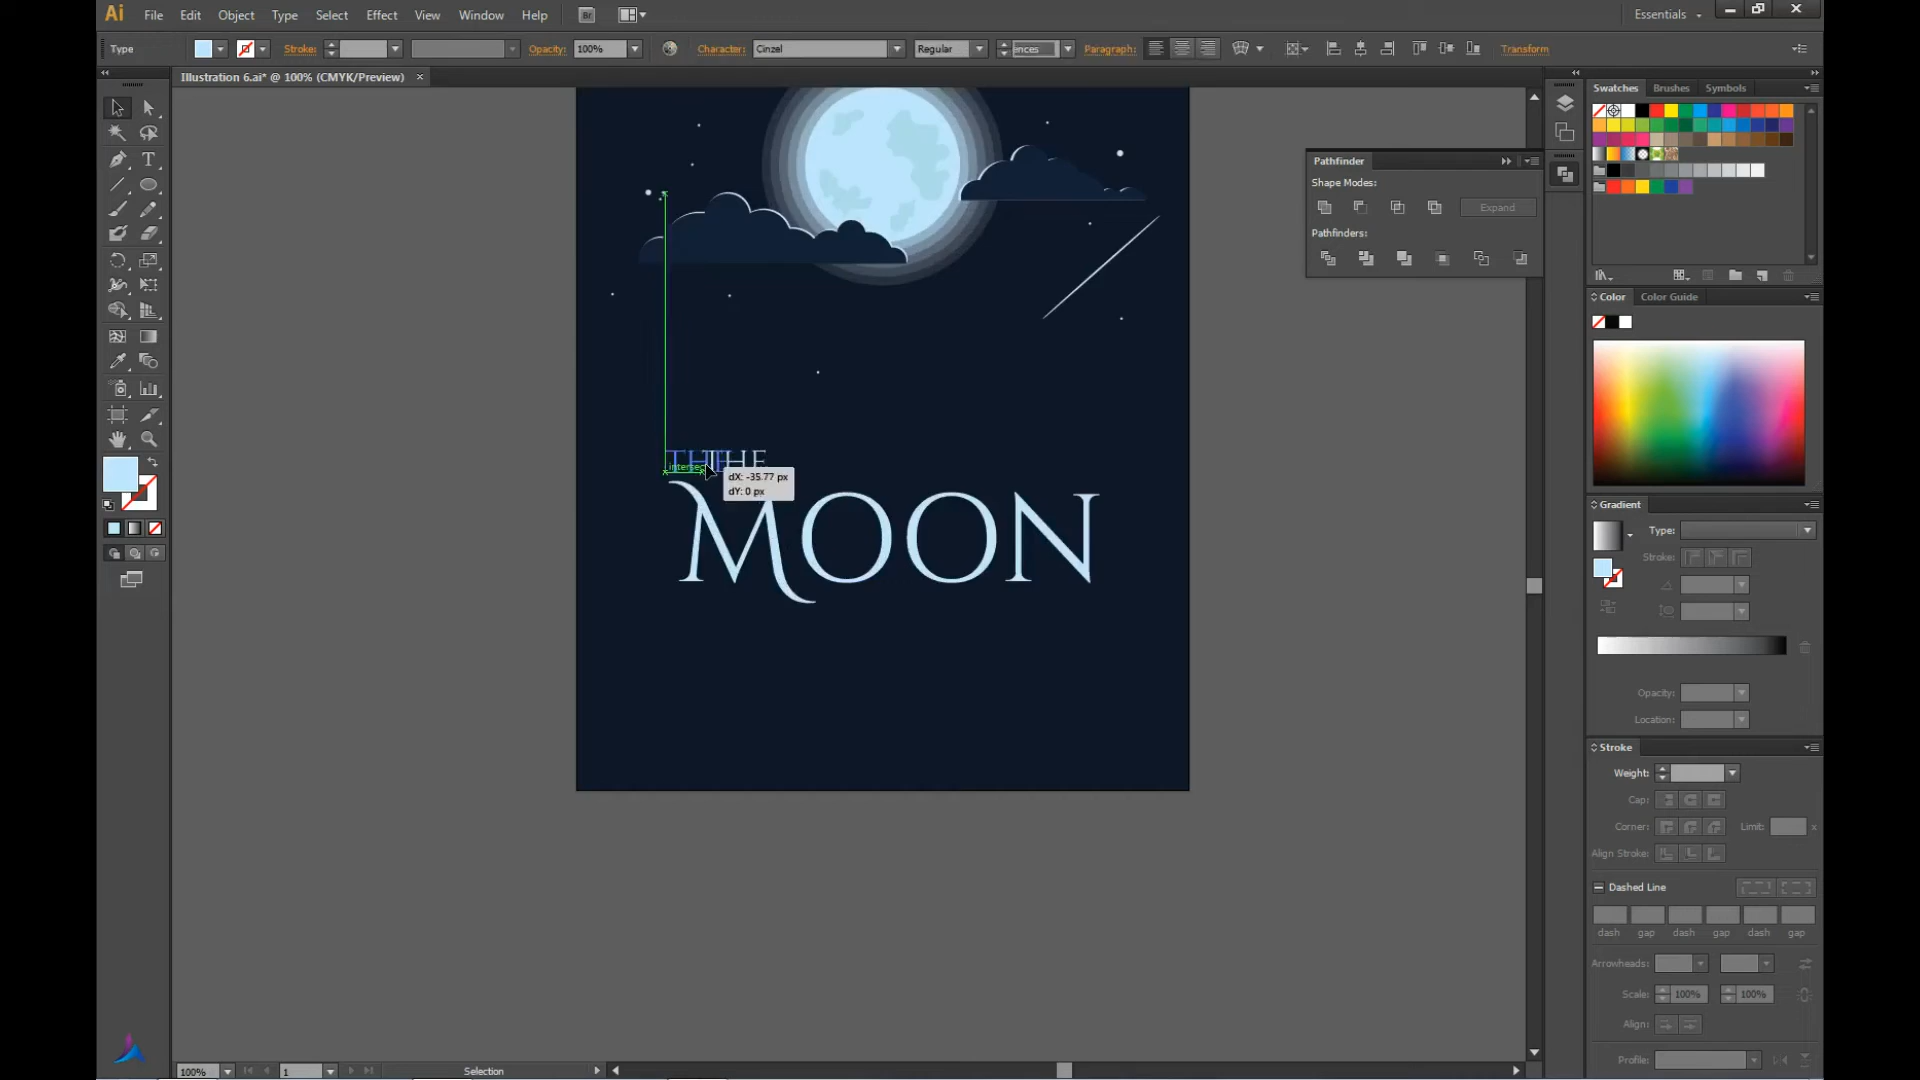 Ai File Edit Object Type Select Effect View Window Help Br Essentials
Type Stroke: Opacity: 100% Character: Cinzel Regular ences Paragraph: Transform
Illustration 6.ai* @ 100% (CMYK/Preview) ×
Swatches Brushes Symbols
Pathfinder
Shape Modes:
Expand
Pathfinders:
Color Color Guide
THE
dX: -35.77 px
dY: 0 px
MOON
Gradient
Type:
Stroke:
Opacity:
Location:
Stroke
Weight:
Cap:
Corner: Limit: x
Align Stroke:
Dashed Line
dash gap dash gap dash gap
Arrowheads:
Scale: 100% 100%
Align:
Profile:
100% 1 Selection